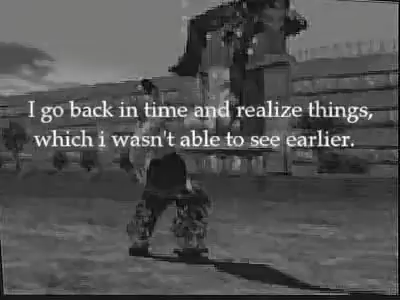 I go back in time and realize things,
which i wasn't able to see earlier.